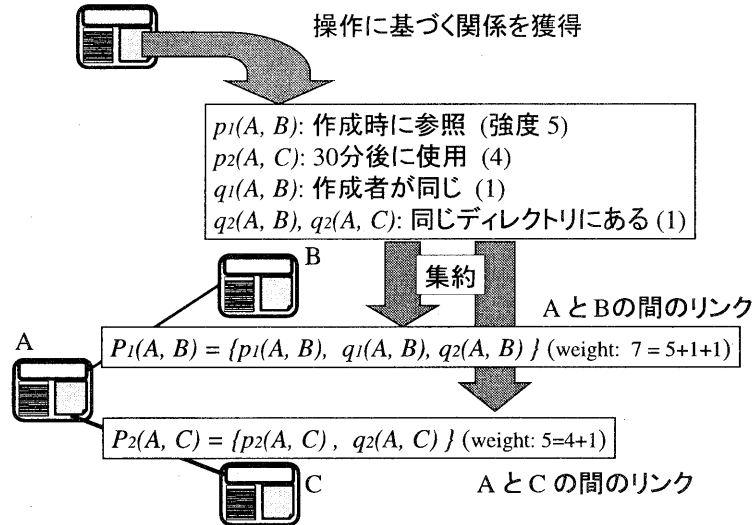 操作に基づく関係を獲得
p1(A, B): 作成時に参照 (強度 5)
p2(A, C): 30分後に使用 (4)
q1(A, B): 作成者が同じ (1)
q2(A, B), q2(A, C): 同じディレクトリにある (1)
B
集約
AとBの間のリンク
A
P1(A, B) = {p1(A, B), q1(A, B), q2(A, B) } (weight: 7 = 5+1+1)
P2(A, C) = {p2(A, C) , q2(A, C) } (weight: 5=4+1)
C
AとCの間のリンク